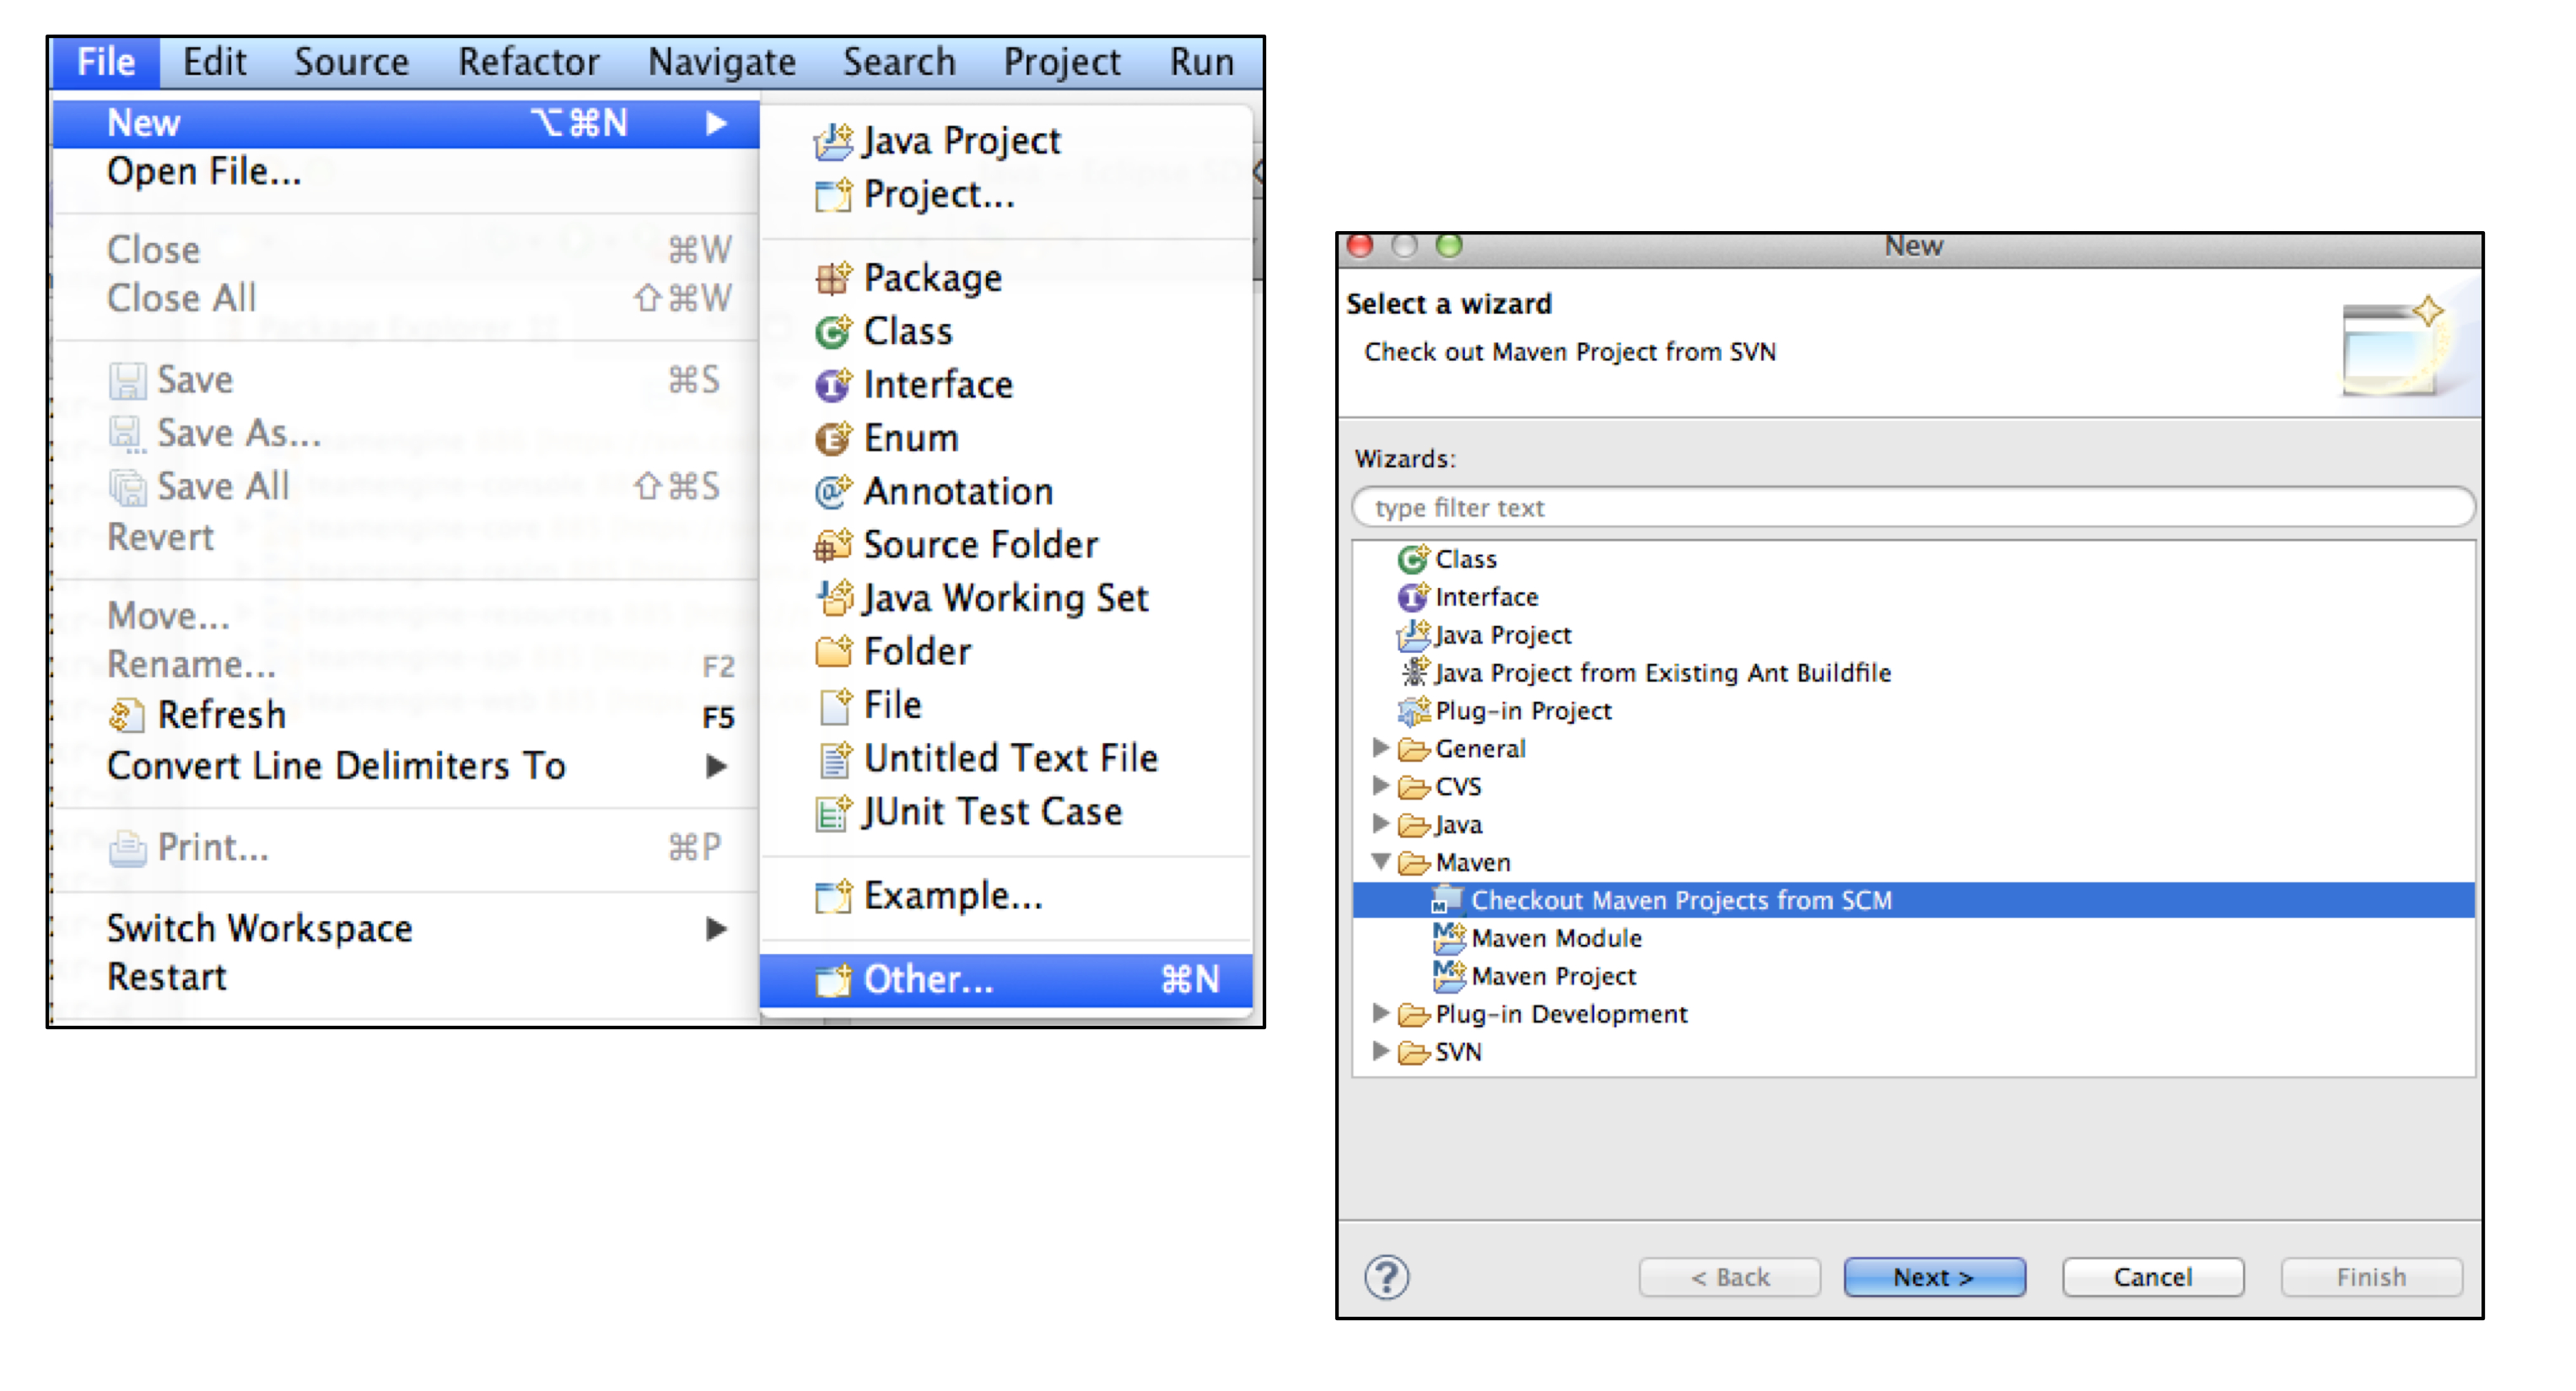 File Edit Source Refactor Navigate Search Project Run
New ⌥⌘N ▶
Open File...
Close ⌘W
Close All ⇧⌘W
Save ⌘S
Save As...
Save All ⇧⌘S
Revert
Move...
Rename... F2
Refresh F5
Convert Line Delimiters To ▶
Print... ⌘P
Switch Workspace ▶
Restart
Java Project
Project...
Package
Class
Interface
Enum
Annotation
Source Folder
Java Working Set
Folder
File
Untitled Text File
JUnit Test Case
Example...
Other... ⌘N
Package Explorer
New
Select a wizard
Check out Maven Project from SVN
Wizards:
type filter text
Class
Interface
Java Project
Java Project from Existing Ant Buildfile
Plug-in Project
General
CVS
Java
Maven
Checkout Maven Projects from SCM
Maven Module
Maven Project
Plug-in Development
SVN
? < Back Next > Cancel Finish